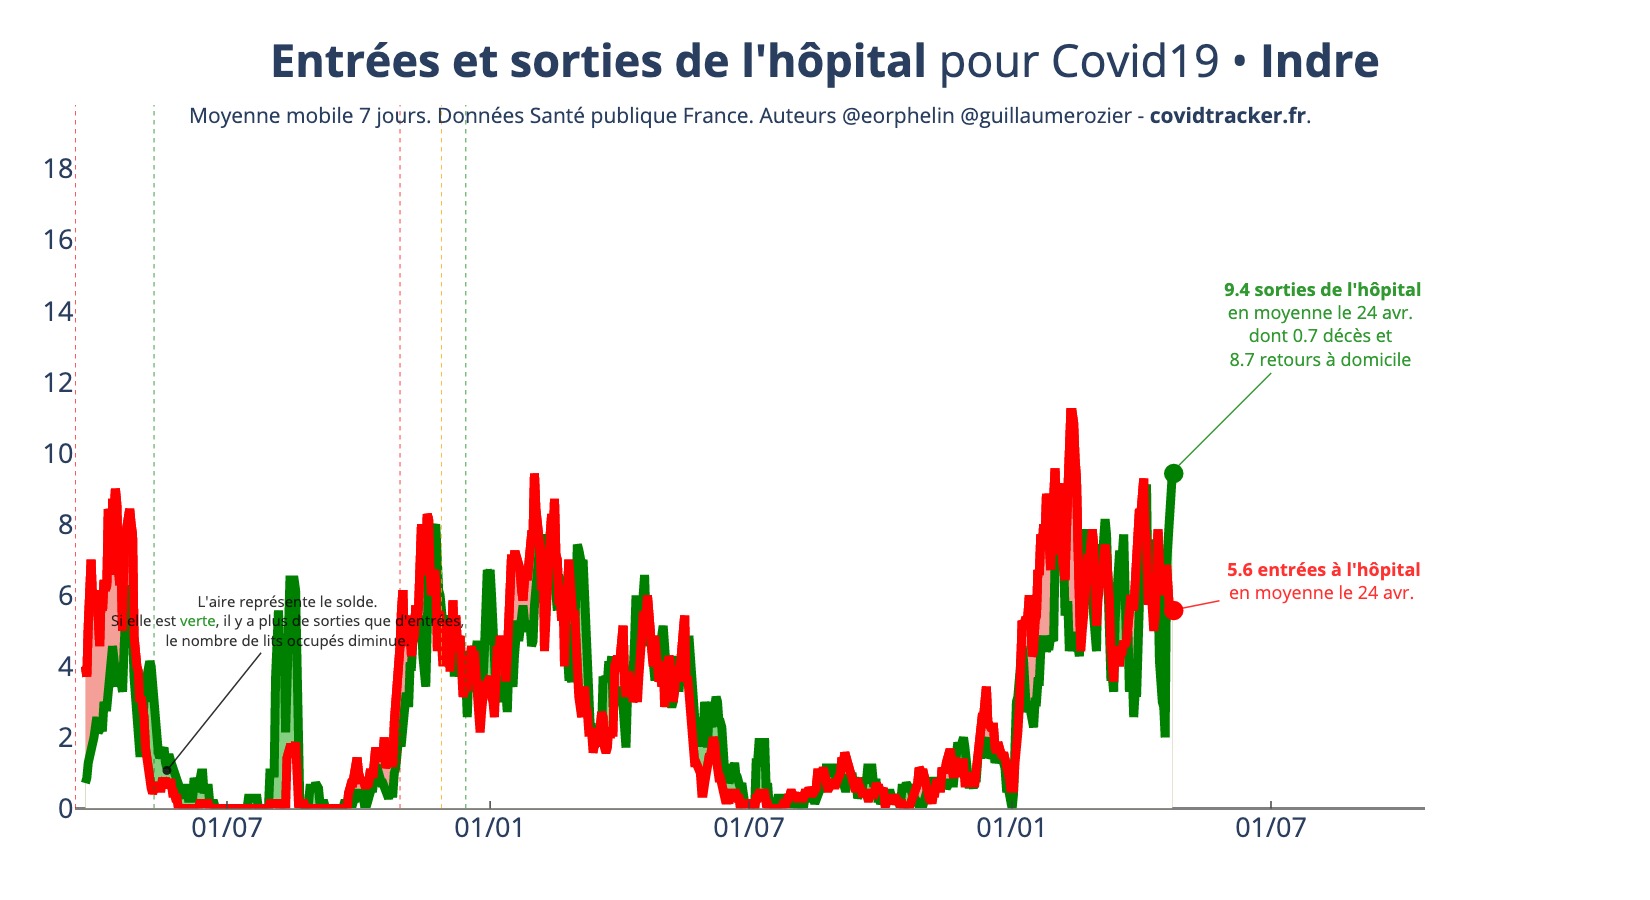 Entrées et sorties de l'hôpital pour Covid19 • Indre
Moyenne mobile 7 jours. Données Santé publique France. Auteurs @eorphelin @guillaumerozier - covidtracker.fr.
18
16
14
12
10
8
6
4
2
0
9.4 sorties de l'hôpital
en moyenne le 24 avr.
dont 0.7 décès et
8.7 retours à domicile
5.6 entrées à l'hôpital
en moyenne le 24 avr.
L'aire représente le solde.
Si elle est verte, il y a plus de sorties que d'entrées,
le nombre de lits occupés diminue.
01/07
01/01
01/07
01/01
01/07